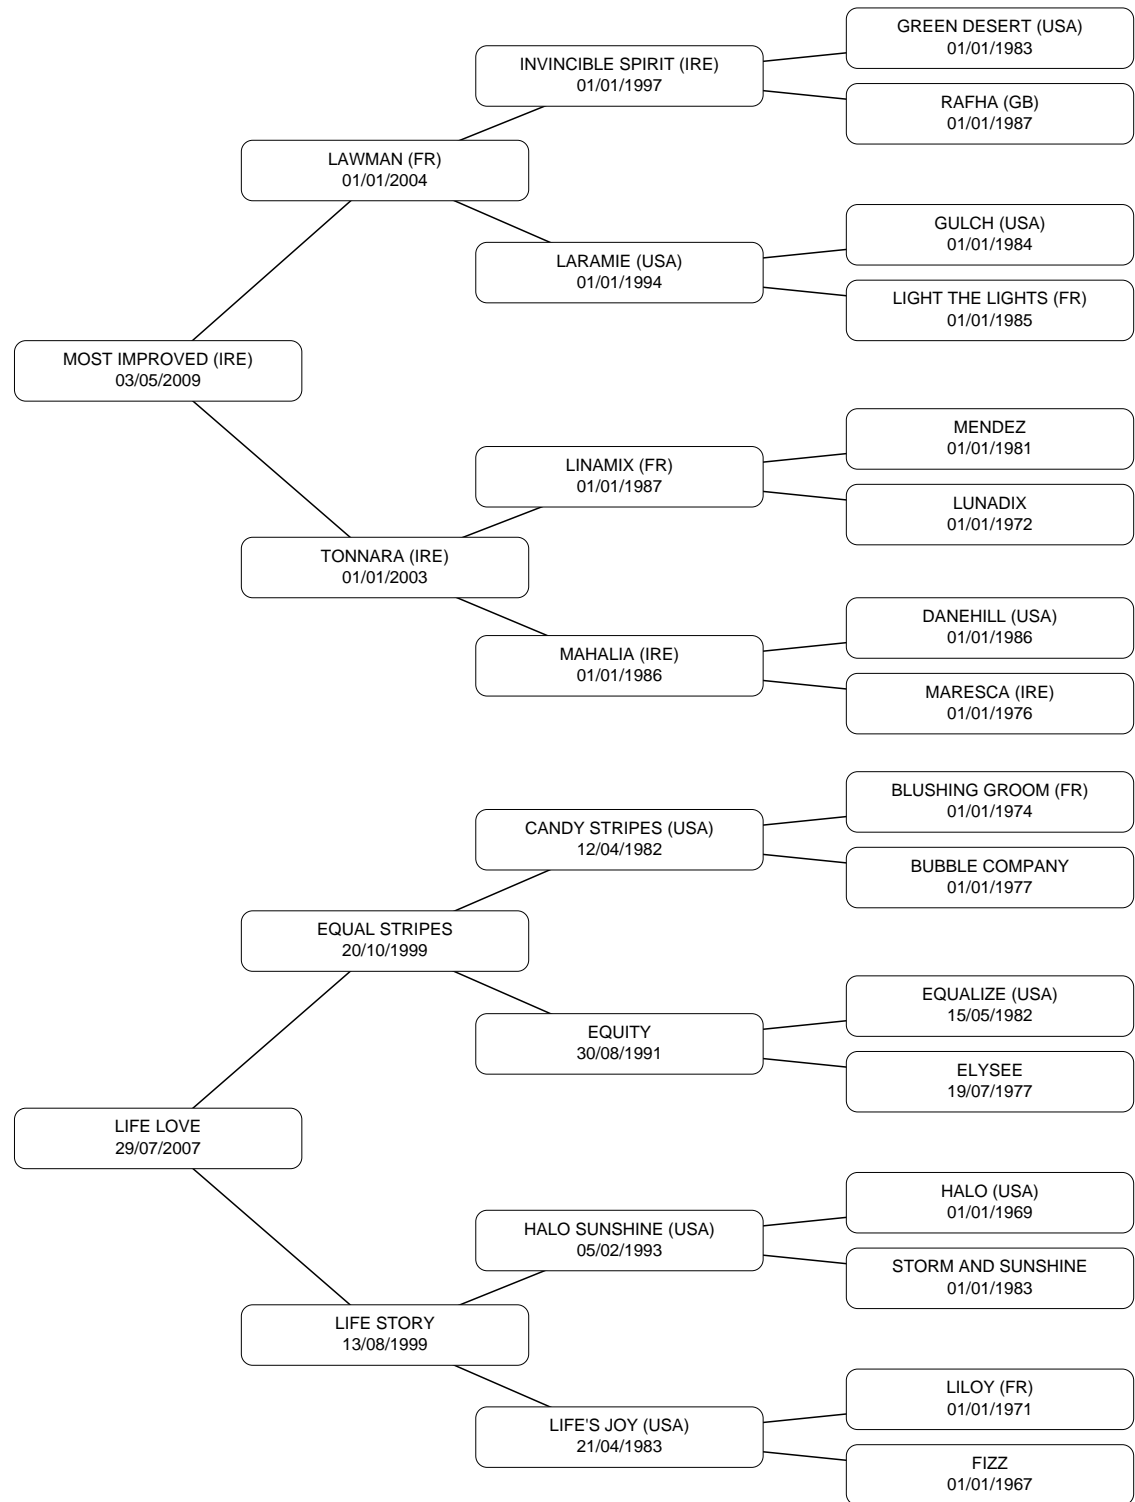 GREEN DESERT (USA)
01/01/1983
INVINCIBLE SPIRIT (IRE)
01/01/1997
RAFHA (GB)
01/01/1987
LAWMAN (FR)
01/01/2004
GULCH (USA)
01/01/1984
LARAMIE (USA)
01/01/1994
LIGHT THE LIGHTS (FR)
01/01/1985
MOST IMPROVED (IRE)
03/05/2009
MENDEZ
01/01/1981
LINAMIX (FR)
01/01/1987
LUNADIX
01/01/1972
TONNARA (IRE)
01/01/2003
DANEHILL (USA)
01/01/1986
MAHALIA (IRE)
01/01/1986
MARESCA (IRE)
01/01/1976
BLUSHING GROOM (FR)
01/01/1974
CANDY STRIPES (USA)
12/04/1982
BUBBLE COMPANY
01/01/1977
EQUAL STRIPES
20/10/1999
EQUALIZE (USA)
15/05/1982
EQUITY
30/08/1991
ELYSEE
19/07/1977
LIFE LOVE
29/07/2007
HALO (USA)
01/01/1969
HALO SUNSHINE (USA)
05/02/1993
STORM AND SUNSHINE
01/01/1983
LIFE STORY
13/08/1999
LILOY (FR)
01/01/1971
LIFE'S JOY (USA)
21/04/1983
FIZZ
01/01/1967